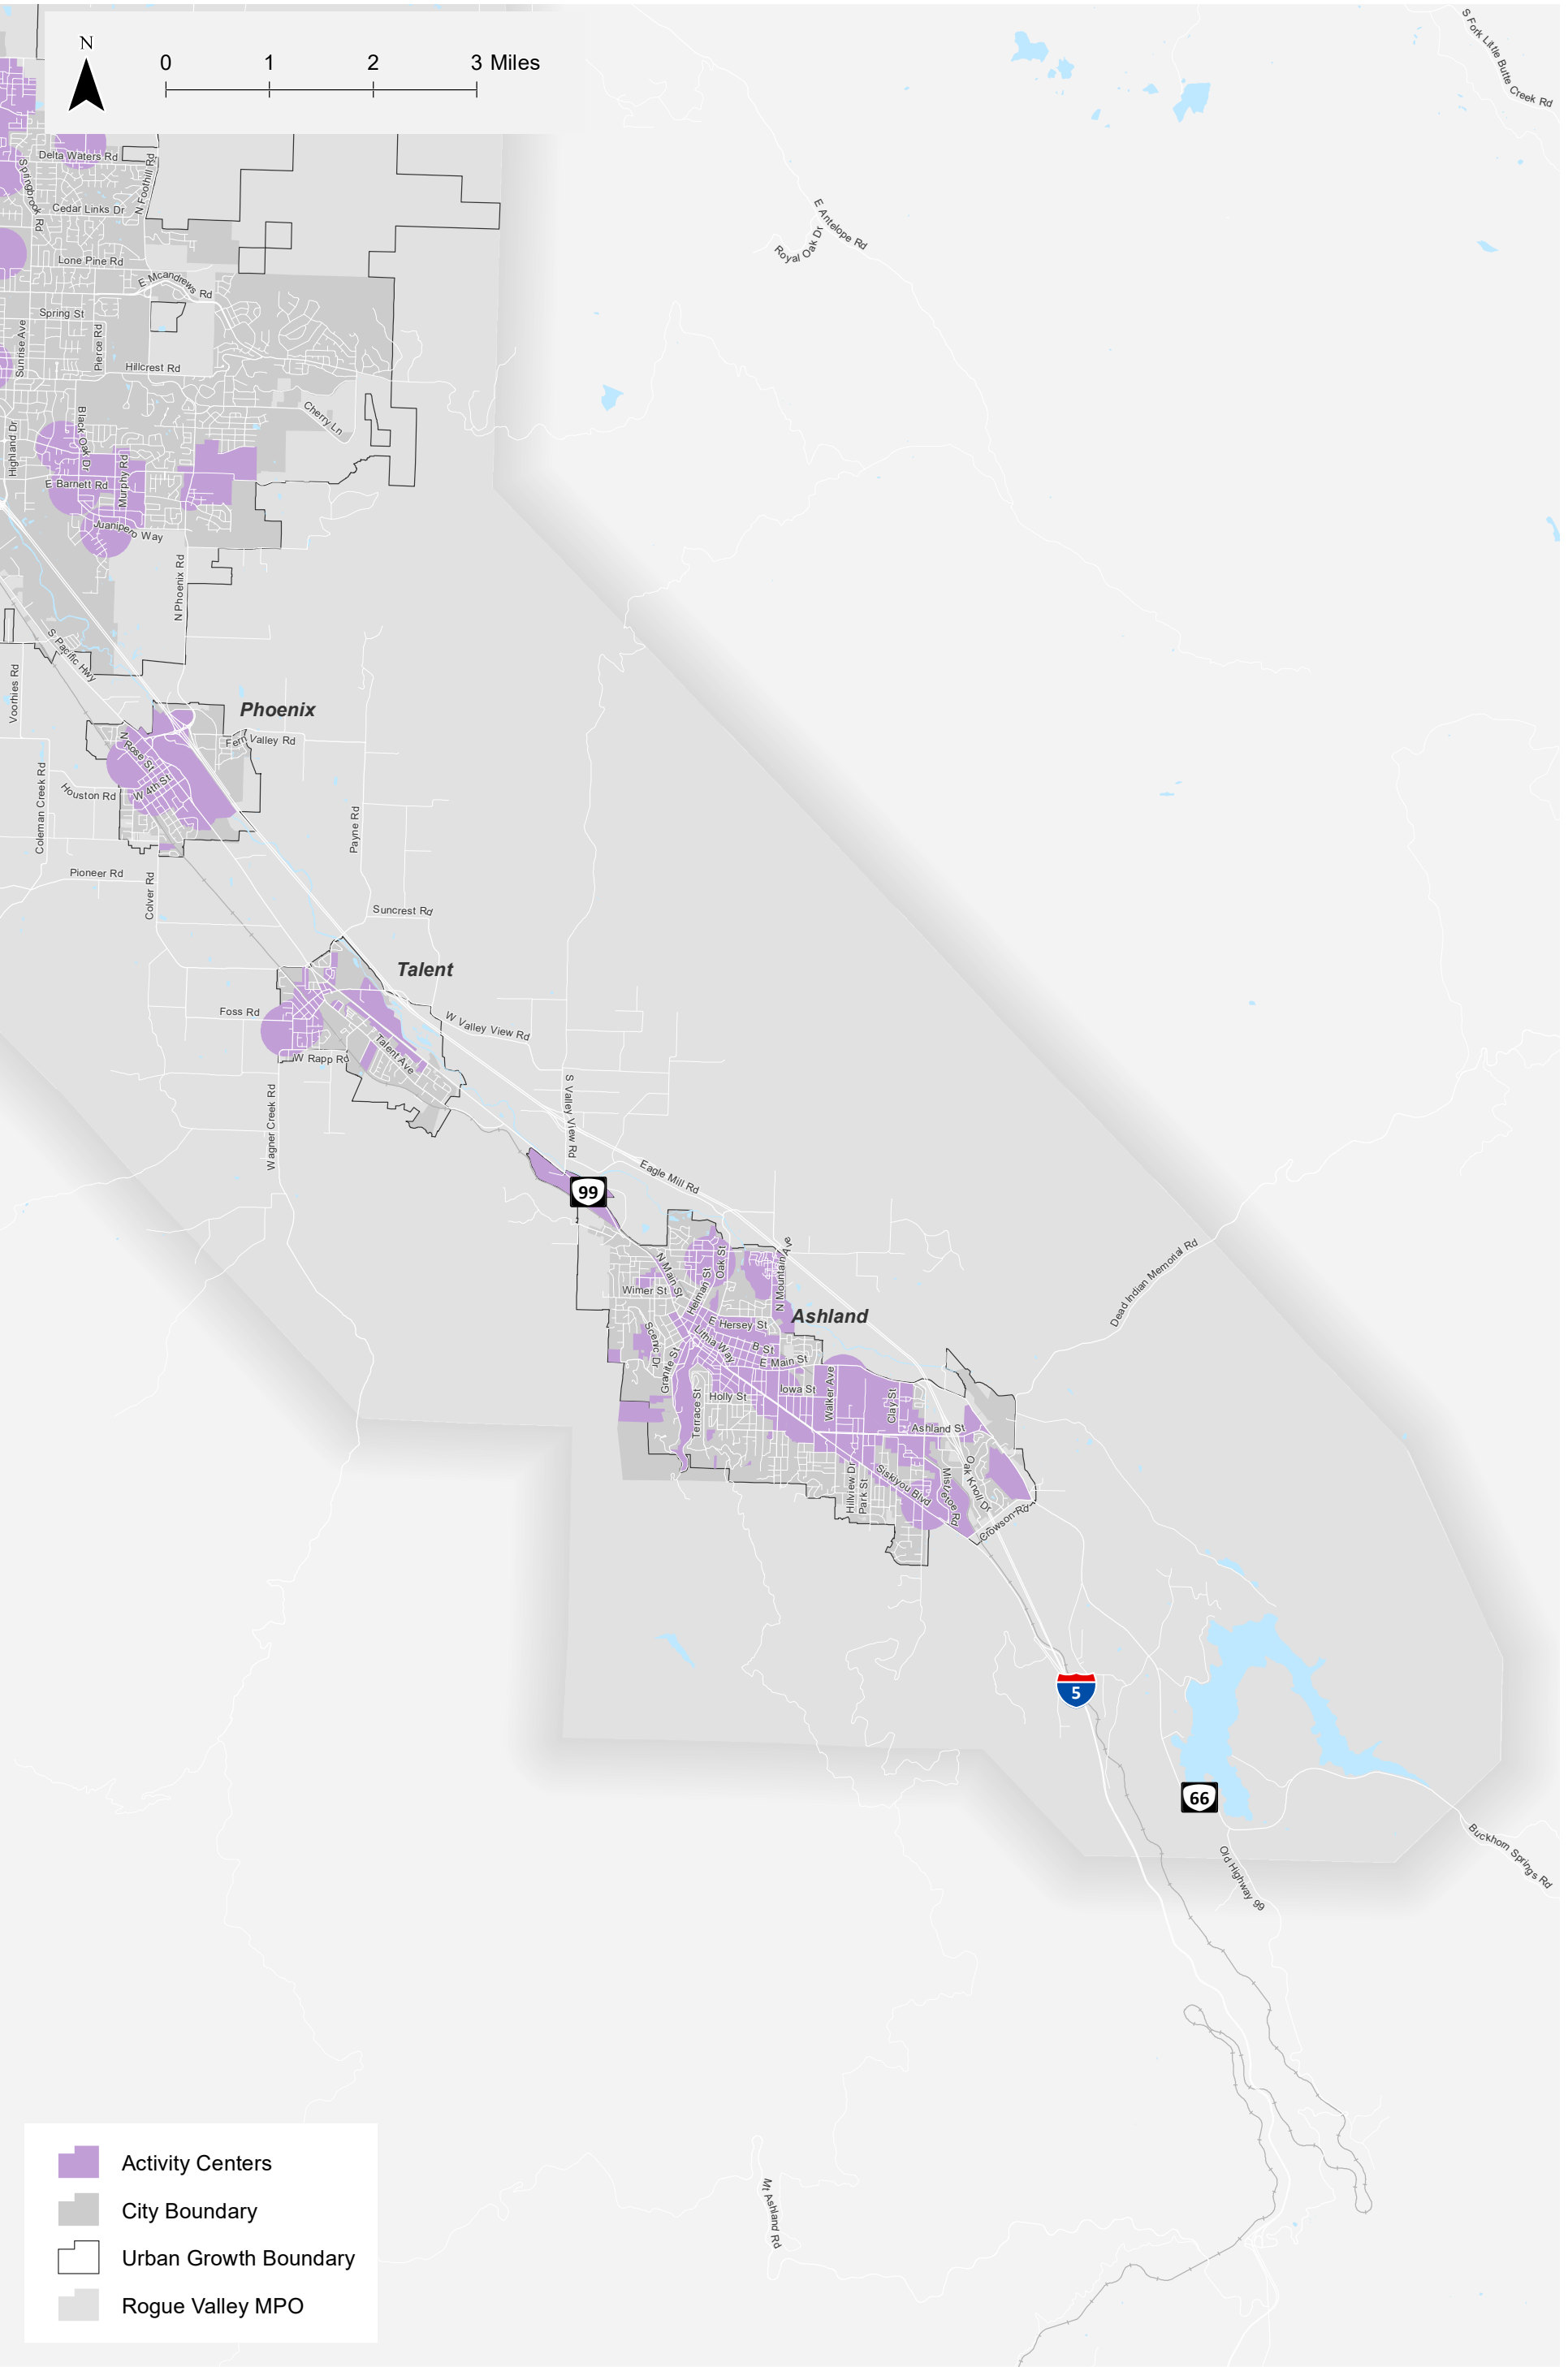 N
0 1 2 3 Miles
S Fork Little Butte Creek Rd
Delta Waters Rd
Springbrook Rd
N Foothill Rd
Cedar Links Dr
E Antelope Rd
Royal Oak Dr
Lone Pine Rd
E Mcandrews Rd
Spring St
Sunrise Ave
Pierce Rd
Hillcrest Rd
Cherry Ln
Black Oak Dr
Highland Dr
Murphy Rd
E Barnett Rd
Juanipero Way
N Phoenix Rd
S Pacific Hwy
Voorhies Rd
Phoenix
N Rose St
Fern Valley Rd
W 4th St
Houston Rd
Coleman Creek Rd
Payne Rd
Pioneer Rd
Colver Rd
Suncrest Rd
Talent
Foss Rd
W Valley View Rd
Talent Ave
W Rapp Rd
Wagner Creek Rd
S Valley View Rd
Eagle Mill Rd
99
N Main St
Oak St
N Mountain Ave
Helman St
Wimer St
Dead Indian Memorial Rd
Ashland
E Hersey St
Lithia Way
Scenic Dr
B St
E Main St
Granite St
Iowa St
Holly St
Terrace St
Walker Ave
Clay St
Ashland St
Siskiyou Blvd
Hillview Dr
Park St
Mistletoe Rd
Oak Knoll Dr
Crowson Rd
5
66
Buckhorn Springs Rd
Old Highway 99
Mt Ashland Rd
Activity Centers
City Boundary
Urban Growth Boundary
Rogue Valley MPO